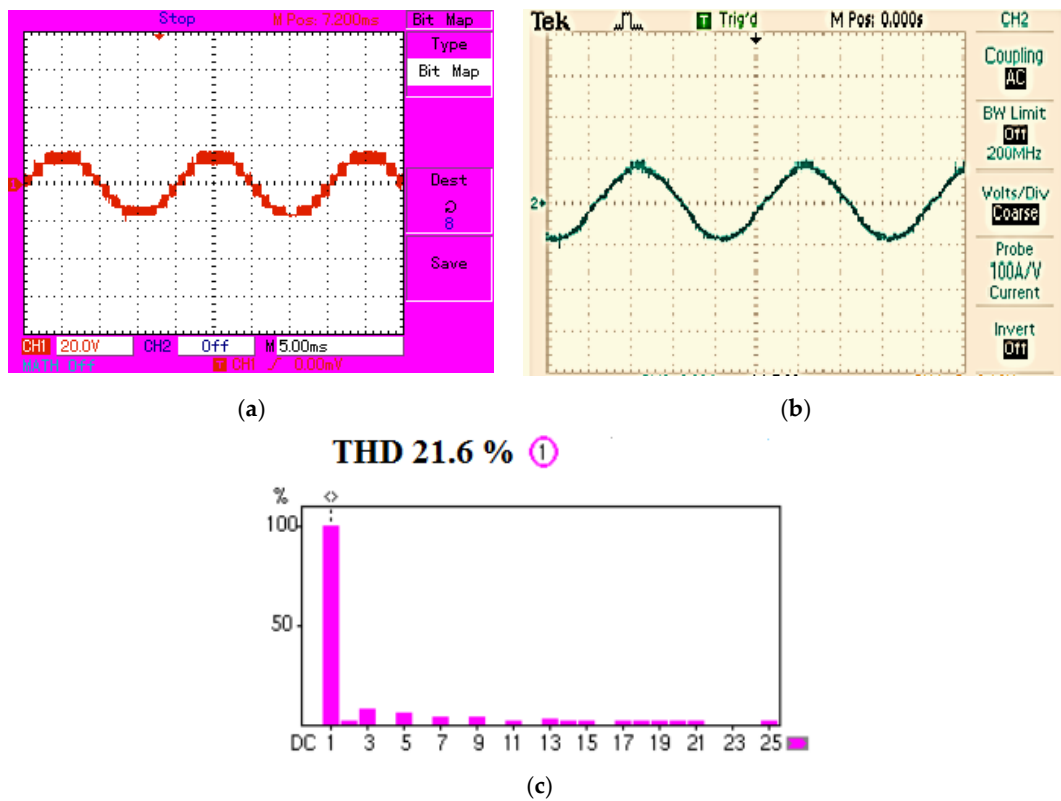 Stop M Pos: 7.200ms Bit Map
Type
Bit Map
Dest
8
Save
CH1 20.0V CH2 Off M 5.00ms
MATH Off T CH1 0.00mV
(a)
Tek T Trig'd M Pos: 0.000s CH2
Coupling
AC
BW Limit
Off
200MHz
Volts/Div
Coarse
2
Probe
100A/V
Current
Invert
Off
(b)
THD 21.6 % 1
%
100
50
DC 1 3 5 7 9 11 13 15 17 19 21 23 25
(c)